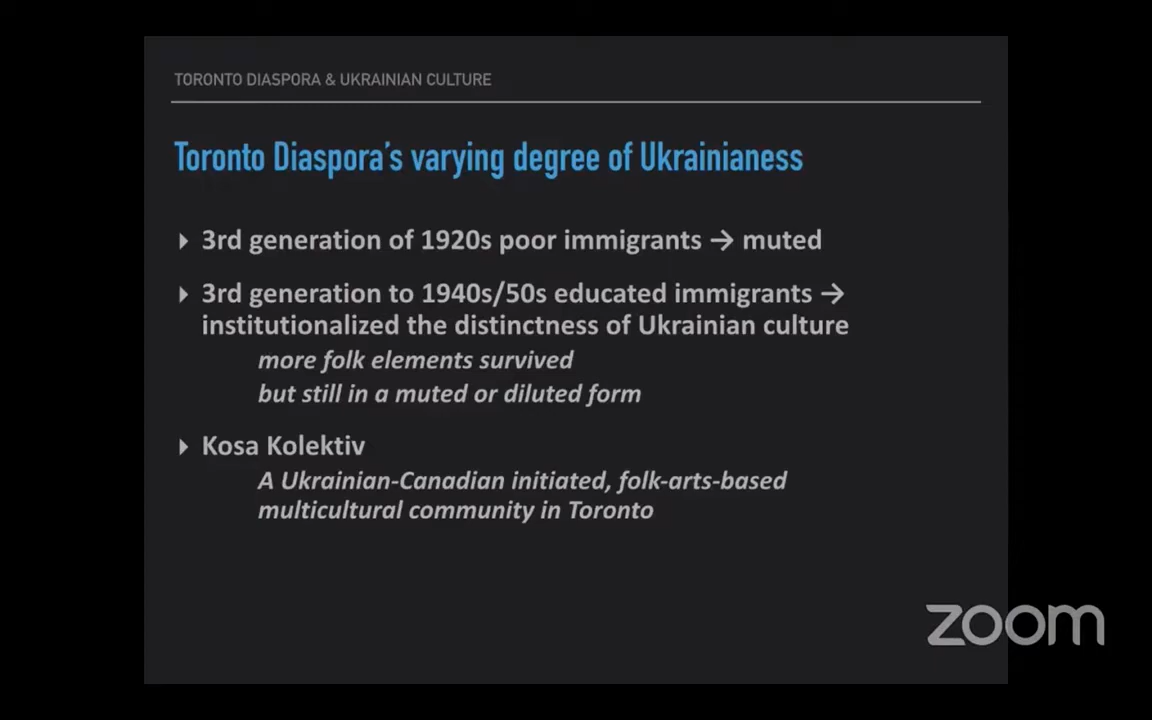 TORONTO DIASPORA & UKRAINIAN CULTURE
Toronto Diaspora's varying degree of Ukrainianess
3rd generation of 1920s poor immigrants → muted
3rd generation to 1940s/50s educated immigrants →
institutionalized the distinctness of Ukrainian culture
more folk elements survived
but still in a muted or diluted form
Kosa Kolektiv
A Ukrainian-Canadian initiated, folk-arts-based
multicultural community in Toronto
zoom